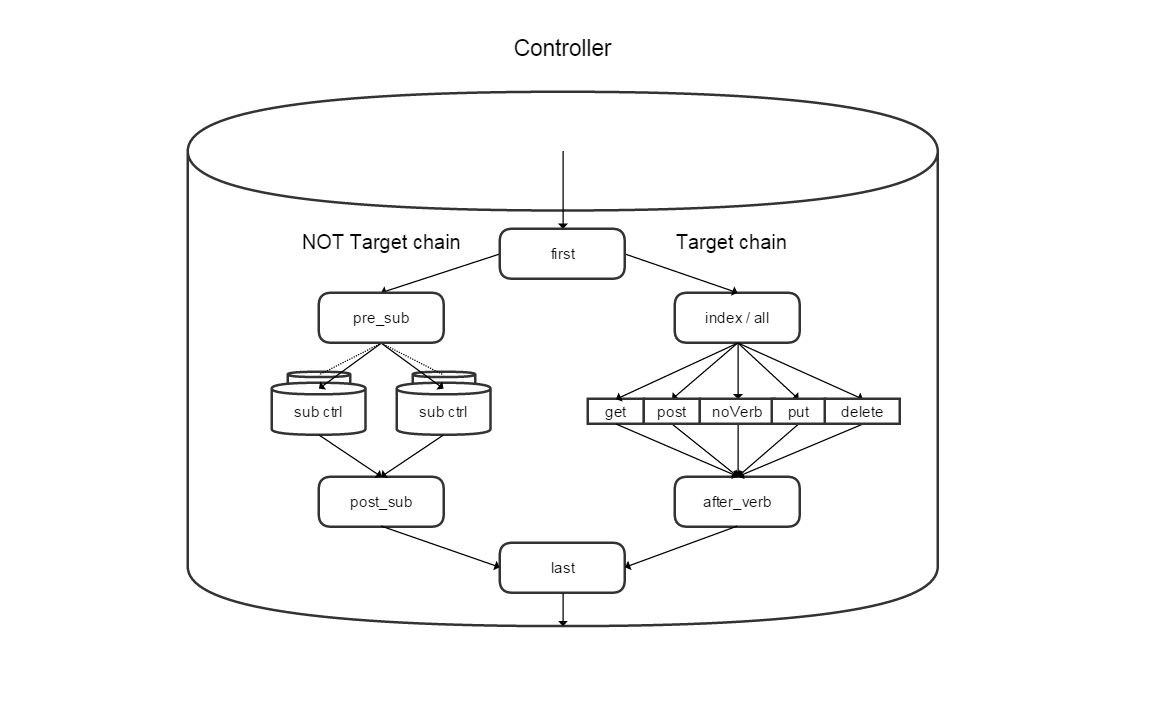 Controller
NOT Target chain
Target chain
first
pre_sub
index / all
sub ctrl
sub ctrl
get
post
noVerb
put
delete
post_sub
after_verb
last